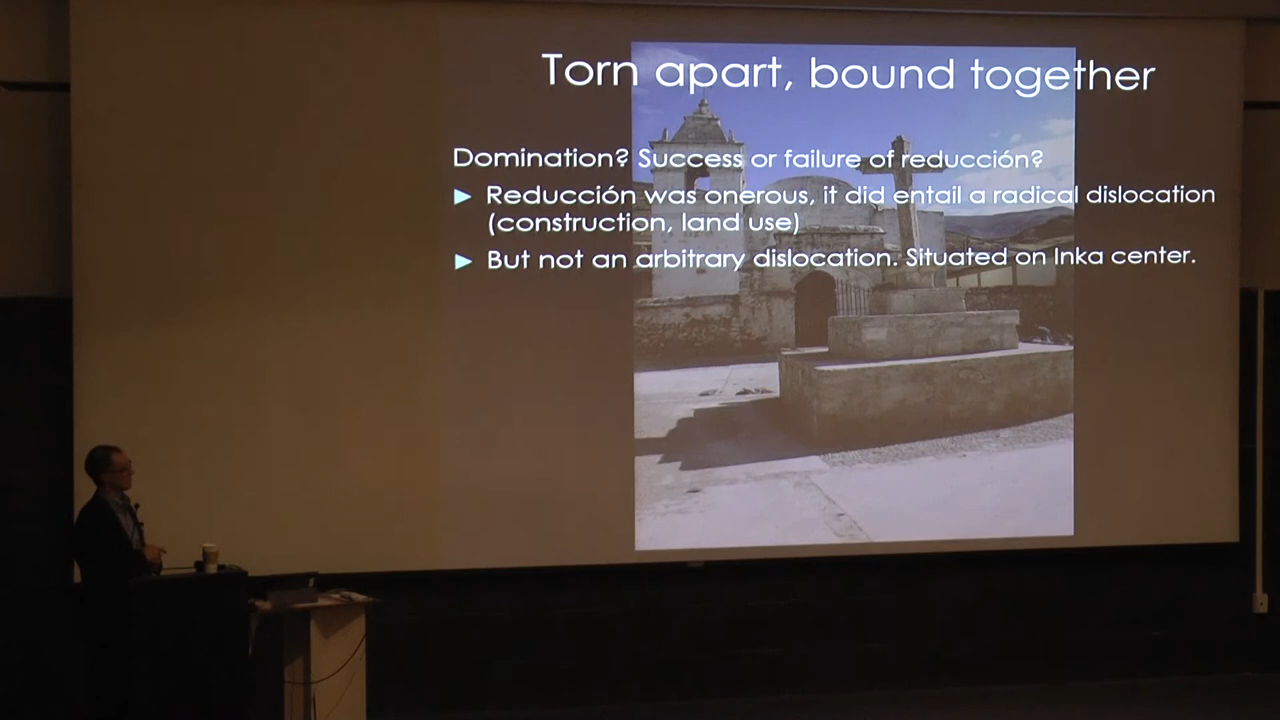 Torn apart, bound together
Domination? Success or failure of reducción?
Reducción was onerous, it did entail a radical dislocation
(construction, land use)
But not an arbitrary dislocation. Situated on Inka center.